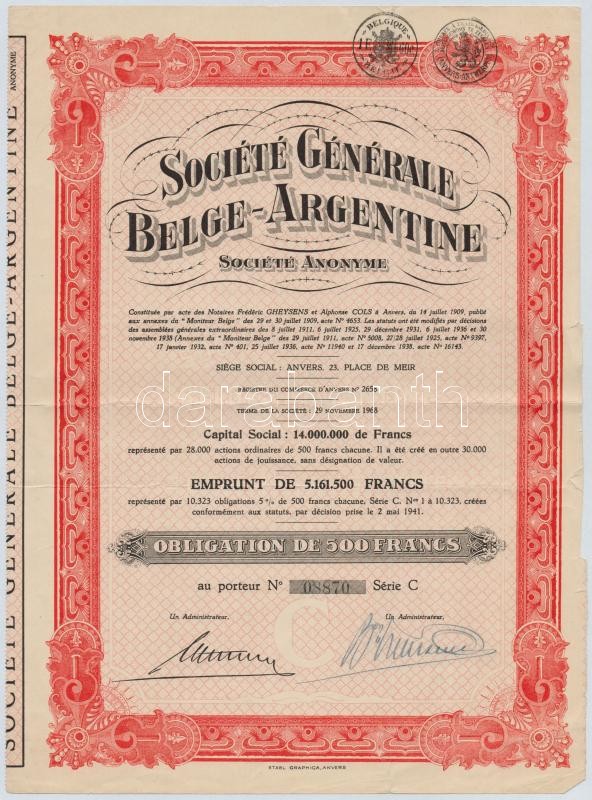 BELGIQUE
SOCIÉTÉ GÉNÉRALE BELGE-ARGENTINE
ANONYME
SOCIÉTÉ GÉNÉRALE
BELGE-ARGENTINE
SOCIÉTÉ ANONYME
Constituée par acte des Notaires Frédéric GHEYSENS et Alphonse COLS à Anvers, du 14 juillet 1909, publié
aux annexes du "Moniteur Belge" des 29 et 30 juillet 1909, acte N° 4653. Les statuts ont été modifiés par décisions
des assemblées générales extraordinaires des 8 juillet 1911, 6 juillet 1925, 29 décembre 1931, 6 juillet 1936 et 30
novembre 1938 (Annexes du "Moniteur Belge" des 29 juillet 1911, acte N° 5008, 27/28 juillet 1925, acte N° 9397,
17 janvier 1932, acte N° 401, 25 juillet 1936, acte N° 11940 et 17 décembre 1938, acte N° 16143.
SIÈGE SOCIAL : ANVERS, 23, PLACE DE MEIR
REGISTRE DU COMMERCE D'ANVERS N° 2658
TERME DE LA SOCIÉTÉ : 29 NOVEMBRE 1968
darabanth
Capital Social : 14.000.000 de Francs
représenté par 28.000 actions ordinaires de 500 francs chacune. Il a été créé en outre 30.000
actions de jouissance, sans désignation de valeur.
EMPRUNT DE 5.161.500 FRANCS
représenté par 10.323 obligations 5 % de 500 francs chacune, Série C. Nos 1 à 10.323, créées
conformément aux statuts, par décision prise le 2 mai 1941.
OBLIGATION DE 500 FRANCS
au porteur N° 08870 Série C
C
Un Administrateur. Un Administrateur.
ETAEL GRAPHICA, ANVERS